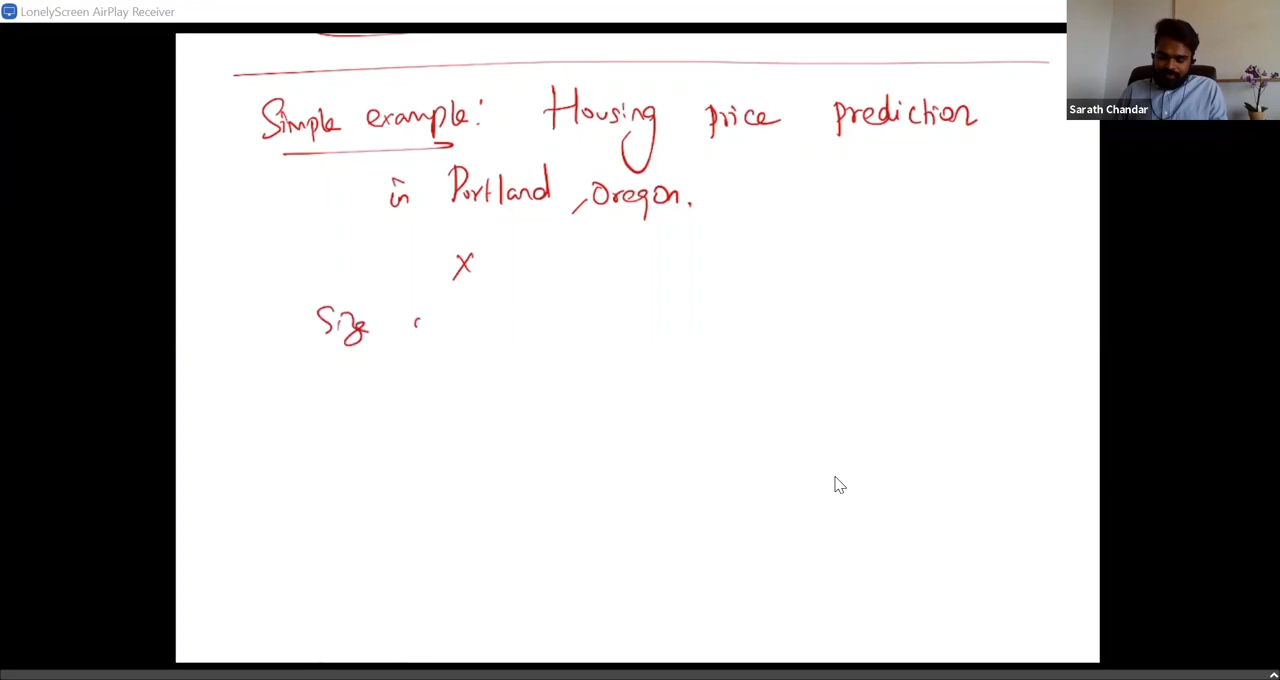 LonelyScreen AirPlay Receiver
Sarath Chandar
Simple example: Housing price prediction
in Portland, Oregon.
X
Size